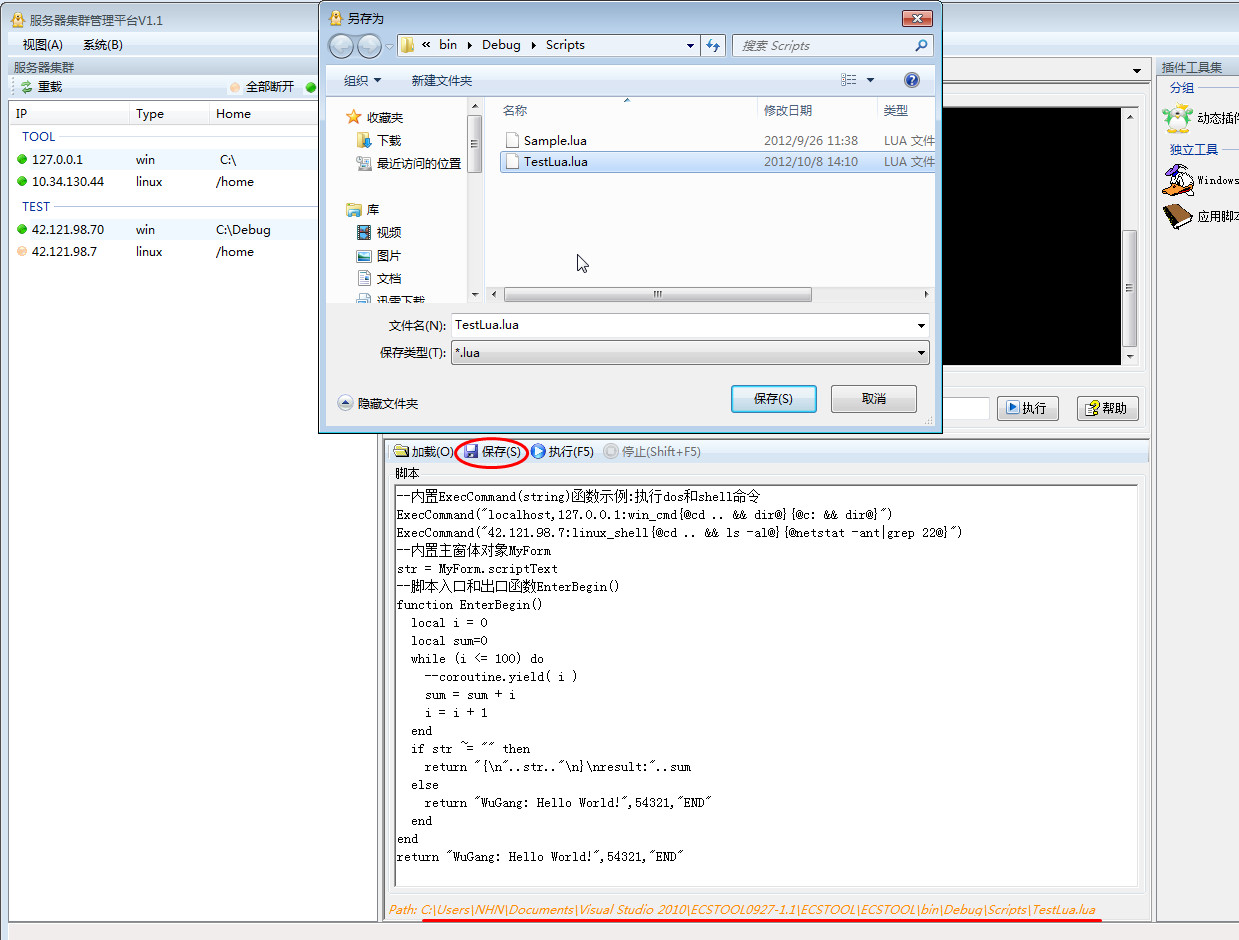 服务器集群管理平台V1.1
视图(A) 系统(B)
服务器集群
重载 全部断开
IP Type Home
TOOL
127.0.0.1 win C:\
10.34.130.44 linux /home
TEST
42.121.98.70 win C:\Debug
42.121.98.7 linux /home
另存为
« bin Debug Scripts
搜索 Scripts
组织 新建文件夹
收藏夹
下载
最近访问的位置
库
视频
图片
文档
迅雷下载
名称 修改日期 类型
Sample.lua 2012/9/26 11:38 LUA 文件
TestLua.lua 2012/10/8 14:10 LUA 文件
文件名(N): TestLua.lua
保存类型(T): *.lua
隐藏文件夹 保存(S) 取消
执行 帮助
插件工具集
分组
动态插件
独立工具
Windows
应用脚本
加载(O) 保存(S) 执行(F5) 停止(Shift+F5)
脚本
--内置ExecCommand(string)函数示例:执行dos和shell命令
ExecCommand("localhost,127.0.0.1:win_cmd{@cd .. && dir@}{@c: && dir@}")
ExecCommand("42.121.98.7:linux_shell{@cd .. && ls -al@}{@netstat -ant|grep 22@}")
--内置主窗体对象MyForm
str = MyForm.scriptText
--脚本入口和出口函数EnterBegin()
function EnterBegin()
local i = 0
local sum=0
while (i <= 100) do
--coroutine.yield( i )
sum = sum + i
i = i + 1
end
if str ~= "" then
return "{\n"..str.."\n}\nresult:"..sum
else
return "WuGang: Hello World!",54321,"END"
end
end
return "WuGang: Hello World!",54321,"END"
Path: C:\Users\NHN\Documents\Visual Studio 2010\ECSTOOL0927-1.1\ECSTOOL\ECSTOOL\bin\Debug\Scripts\TestLua.lua